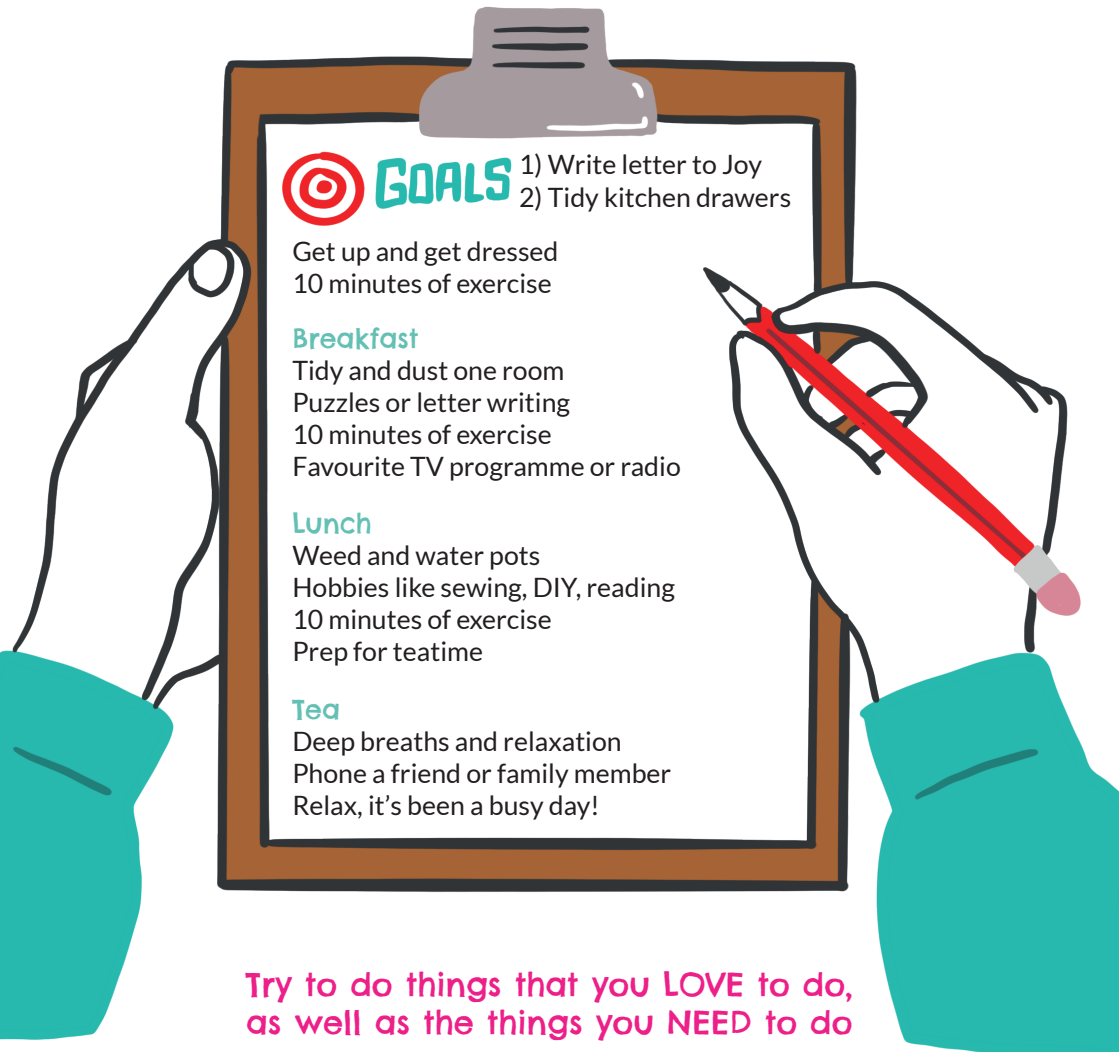 GOALS 1) Write letter to Joy
2) Tidy kitchen drawers
Get up and get dressed
10 minutes of exercise
Breakfast
Tidy and dust one room
Puzzles or letter writing
10 minutes of exercise
Favourite TV programme or radio
Lunch
Weed and water pots
Hobbies like sewing, DIY, reading
10 minutes of exercise
Prep for teatime
Tea
Deep breaths and relaxation
Phone a friend or family member
Relax, it’s been a busy day!
Try to do things that you LOVE to do,
as well as the things you NEED to do